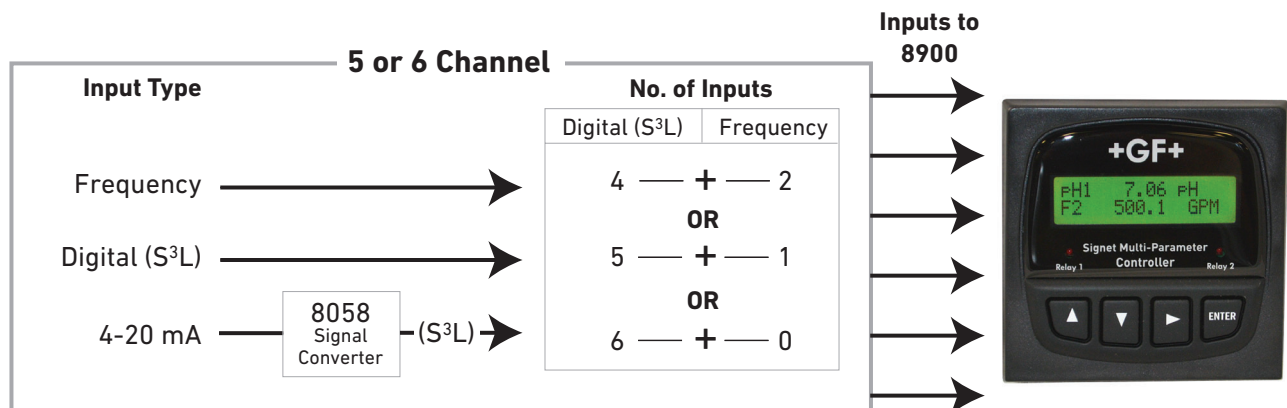 Inputs to
8900
5 or 6 Channel
Input Type
No. of Inputs
Digital (S³L) Frequency
Frequency
4 + 2
OR
Digital (S³L)
5 + 1
OR
4-20 mA
8058
Signal
Converter
(S³L)
6 + 0
+GF+
pH1 7.06 pH
F2 500.1 GPM
Signet Multi-Parameter
Controller
Relay 1
Relay 2
ENTER